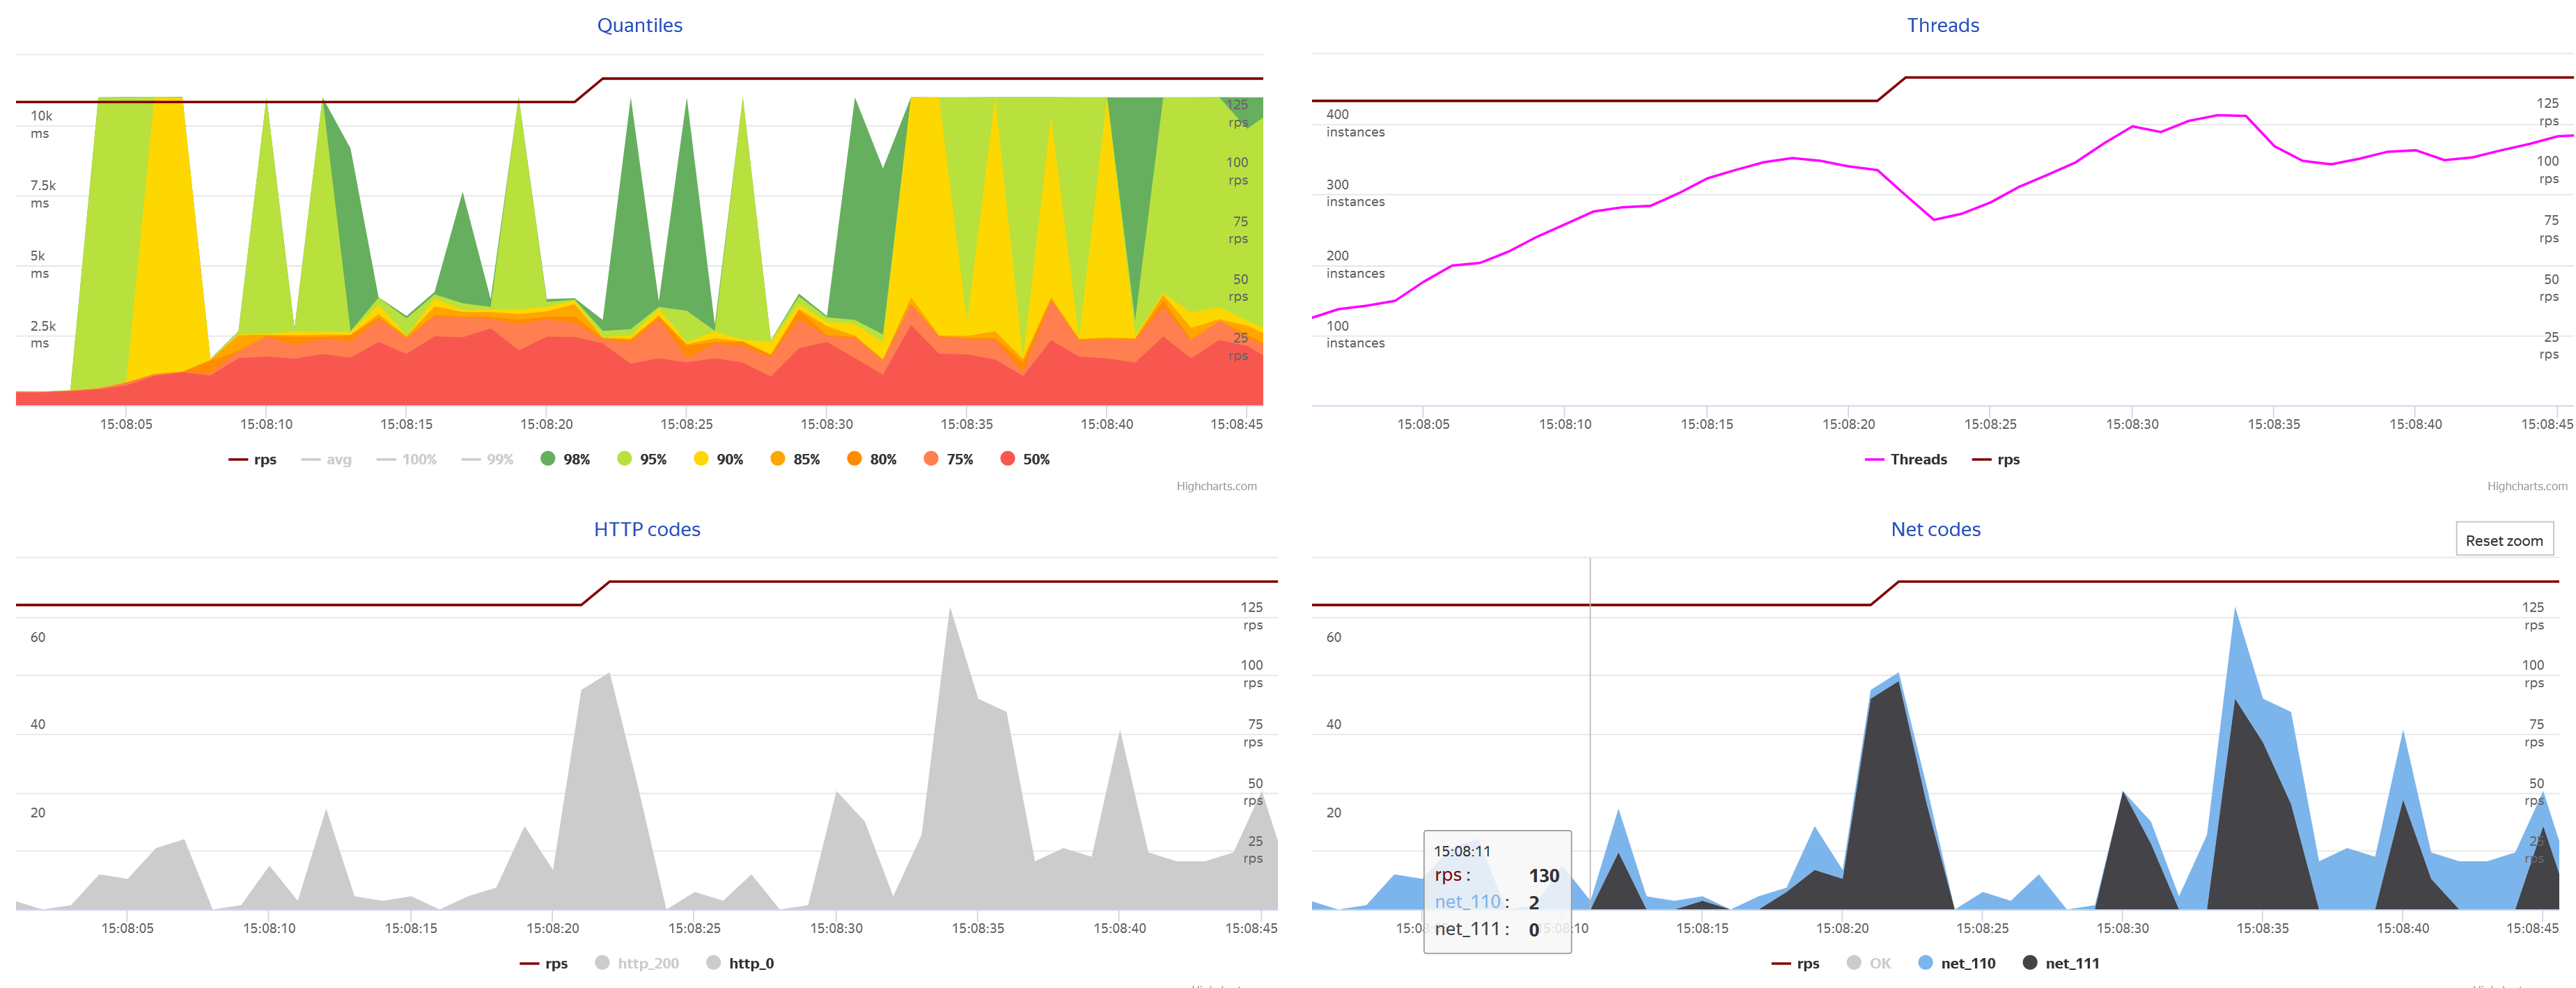 Quantiles
10k
ms
7.5k
ms
5k
ms
2.5k
ms
125
rps
100
rps
75
rps
50
rps
25
rps
15:08:05 15:08:10 15:08:15 15:08:20 15:08:25 15:08:30 15:08:35 15:08:40 15:08:45
rps avg 100% 99% 98% 95% 90% 85% 80% 75% 50%
Highcharts.com
Threads
400
instances
300
instances
200
instances
100
instances
125
rps
100
rps
75
rps
50
rps
25
rps
15:08:05 15:08:10 15:08:15 15:08:20 15:08:25 15:08:30 15:08:35 15:08:40 15:08:45
Threads rps
Highcharts.com
HTTP codes
60
40
20
125
rps
100
rps
75
rps
50
rps
25
rps
15:08:05 15:08:10 15:08:15 15:08:20 15:08:25 15:08:30 15:08:35 15:08:40 15:08:45
rps http_200 http_0
Net codes
Reset zoom
60
40
20
125
rps
100
rps
75
rps
50
rps
25
rps
15:08:11
rps : 130
net_110 : 2
net_111 : 0
15:08:15 15:08:20 15:08:25 15:08:30 15:08:35 15:08:40 15:08:45
rps OK net_110 net_111